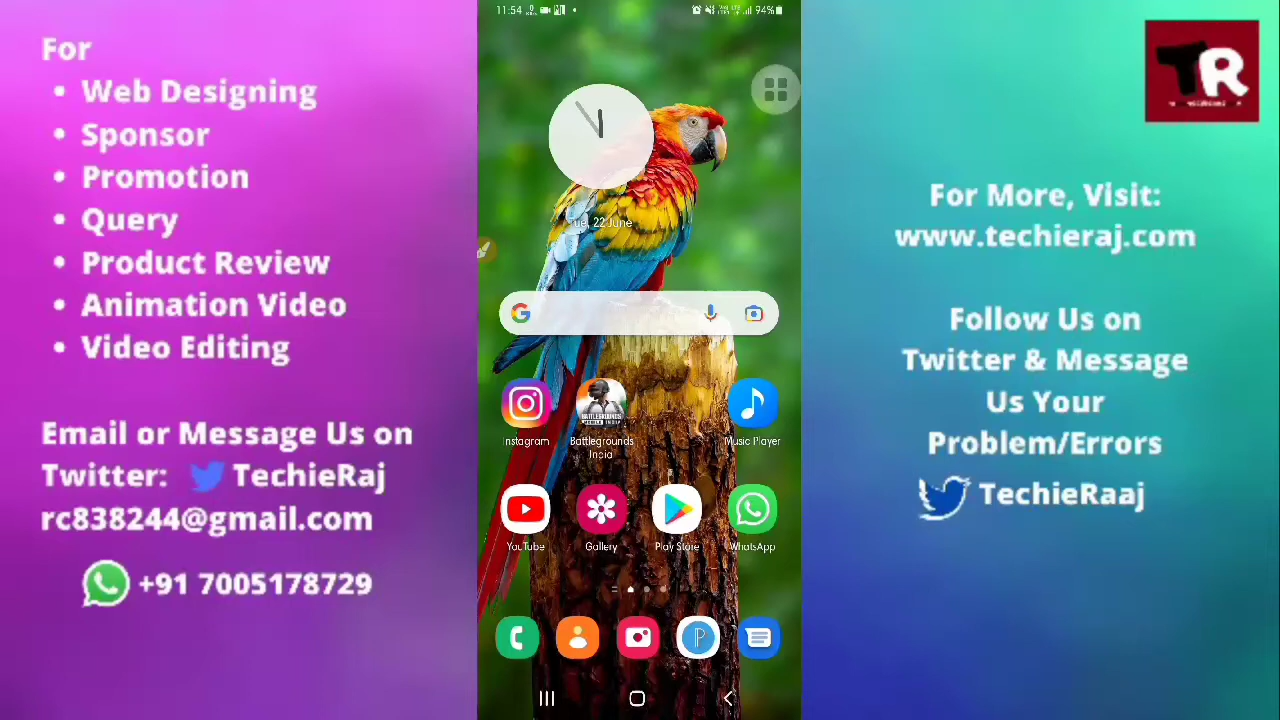 For
• Web Designing
• Sponsor
• Promotion
• Query
• Product Review
• Animation Video
• Video Editing
Email or Message Us on
Twitter: TechieRaj
rc838244@gmail.com
+91 7005178729
11:54
94%
Tue, 22 June
Instagram
Battlegrounds
India
Music Player
YouTube
Gallery
Play Store
WhatsApp
TR
For More, Visit:
www.techieraj.com
Follow Us on
Twitter & Message
Us Your
Problem/Errors
TechieRaaj